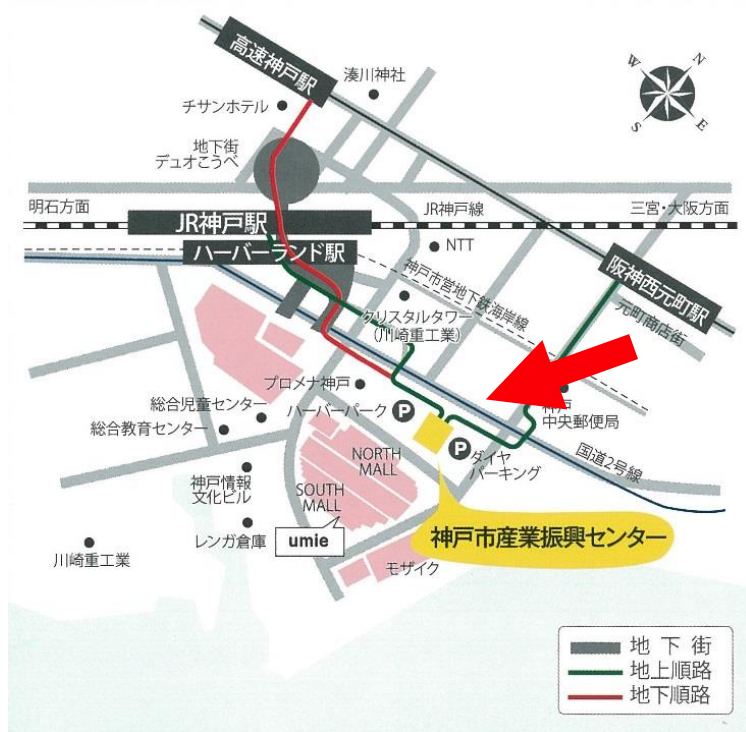 高速神戸駅
湊川神社
チサンホテル
地下街
デュオこうべ
W
N
S
E
明石方面
JR神戸駅
JR神戸線
三宮・大阪方面
ハーバーランド駅
NTT
阪神西元町駅
神戸市営地下鉄海岸線
元町商店街
クリスタルタワー
(川崎重工業)
プロメナ神戸
ハーバーパーク
P
総合児童センター
総合教育センター
神戸
中央郵便局
国道2号線
P
ダイヤ
パーキング
NORTH
MALL
SOUTH
MALL
神戸情報
文化ビル
レンガ倉庫
umie
神戸市産業振興センター
川崎重工業
モザイク
地下街
地上順路
地下順路